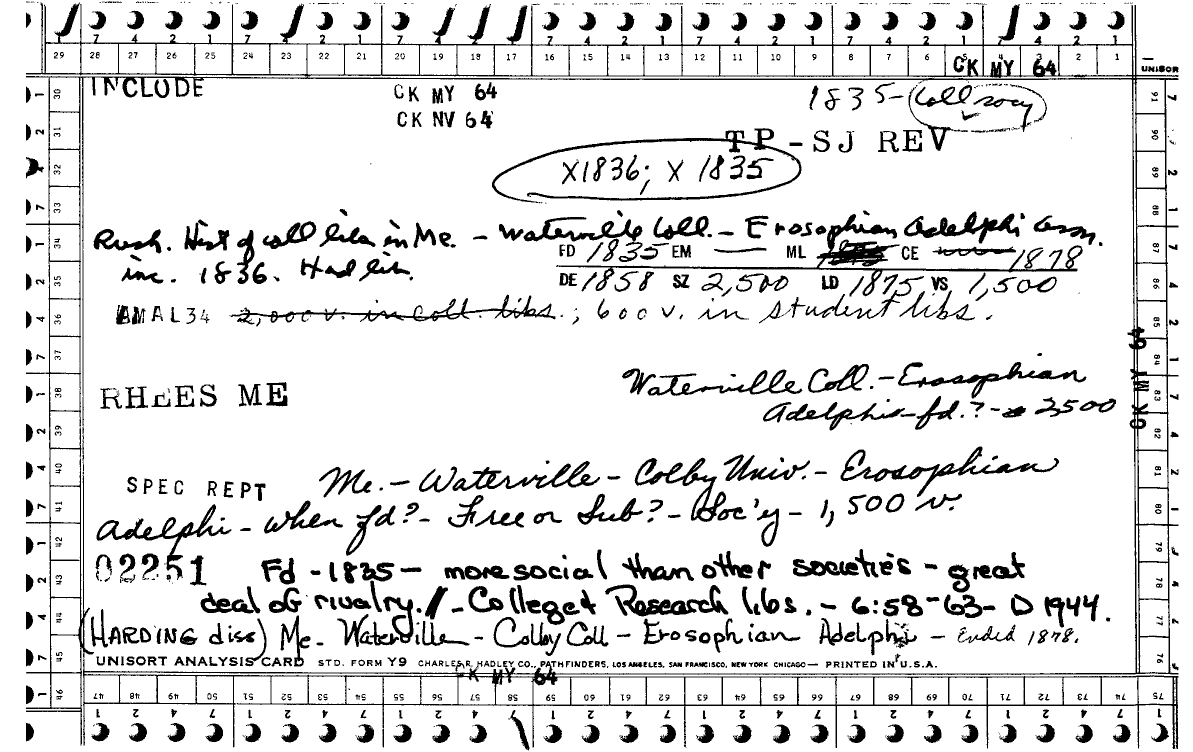 7 4 2 1 7 4 2 1 7 4 2 1 7 4 2 1 7 4 2 1 7 4 2 1 7 4 2 1
29 28 26 25 24 23 22 21 20 19 18 17 16 15 14 13 12 11 10 9 8 7 6 2 1
CK MY 64
UNISOR
INCLUDE
CK MY 64
CK NV 64
1835- Coll socy
TP-SJ REV
X1836; X 1835
Rush. Hist of coll libs in Me. - Waterville Coll. - Erosophian Adelphi Assn.
inc. 1836. Had lib.
FD 1835 EM — ML CE 1878
DE 1858 SZ 2,500 LD 1875 VS 1,500
AMAL34 2,000 v. in coll. libs.; 600 v. in student libs.
RHEES ME
Waterville Coll. - Erosophian
Adelphi - fd.? - 2500
SPEC REPT Me. - Waterville - Colby Univ. - Erosophian
Adelphi - when fd? - Free or Sub? - Soc'y - 1,500 v.
02251 Fd - 1835 - more social than other societies - great
deal of rivalry. - College & Research libs. - 6:58-63- D 1944.
(HARDING diss) Me. Waterville - Colby Coll - Erosophian Adelphi - Ended 1878.
UNISORT ANALYSIS CARD STD. FORM Y9 CHARLES R. HADLEY CO., PATHFINDERS, LOS ANGELES, SAN FRANCISCO, NEW YORK CHICAGO — PRINTED IN U.S.A.
CK MY 64
30 31 32 33 34 35 36 37 38 39 40 41 42 43 44 45 46
91 90 89 88 87 86 85 84 83 82 81 80 79 78 77 76 75
CK MY 64
47 48 49 50 51 52 53 54 55 56 57 58 59 60 61 62 63 64 65 66 67 68 69 70 71 72 73 74 75
1 2 4 7 1 2 4 7 1 2 4 7 1 2 4 7 1 2 4 7 1 2 4 7 1 2 4 7